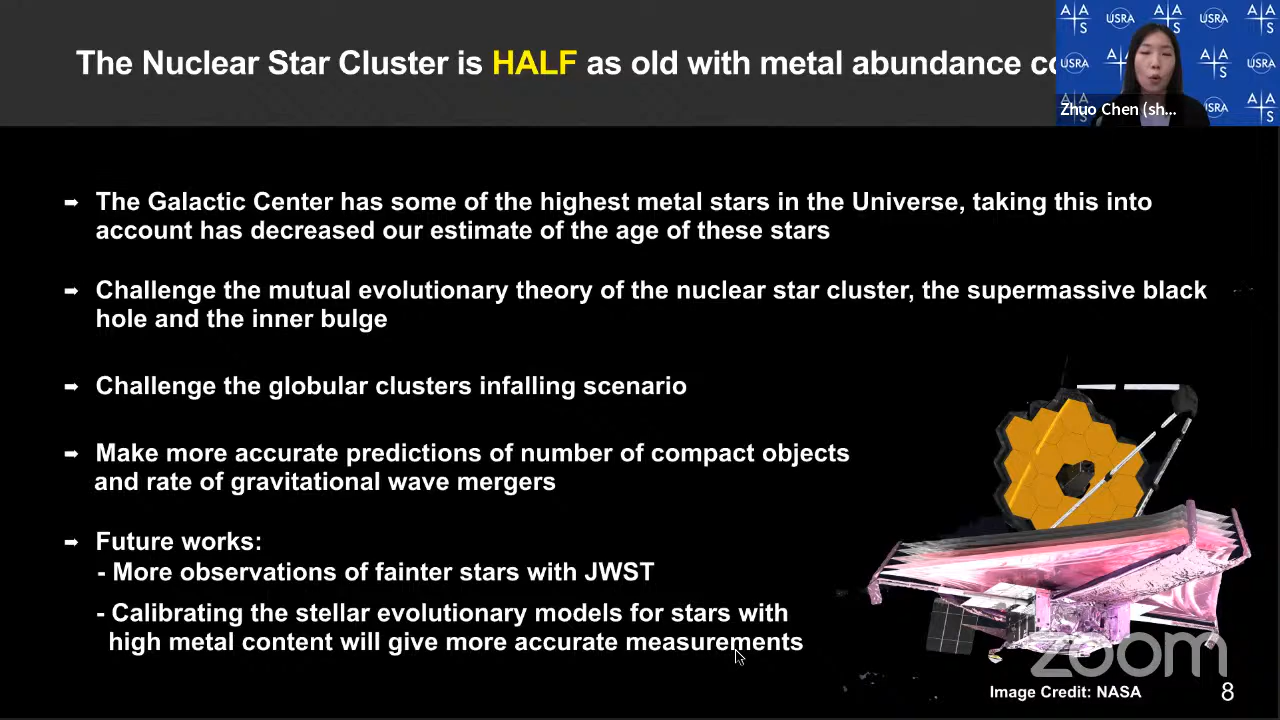 The Nuclear Star Cluster is HALF as old with metal abundance
USRA
USRA
USRA
USRA
USRA
Zhuo Chen (sh...
➡ The Galactic Center has some of the highest metal stars in the Universe, taking this into
account has decreased our estimate of the age of these stars
➡ Challenge the mutual evolutionary theory of the nuclear star cluster, the supermassive black
hole and the inner bulge
➡ Challenge the globular clusters infalling scenario
➡ Make more accurate predictions of number of compact objects
and rate of gravitational wave mergers
➡ Future works:
- More observations of fainter stars with JWST
- Calibrating the stellar evolutionary models for stars with
high metal content will give more accurate measurements
zoom
Image Credit: NASA
8